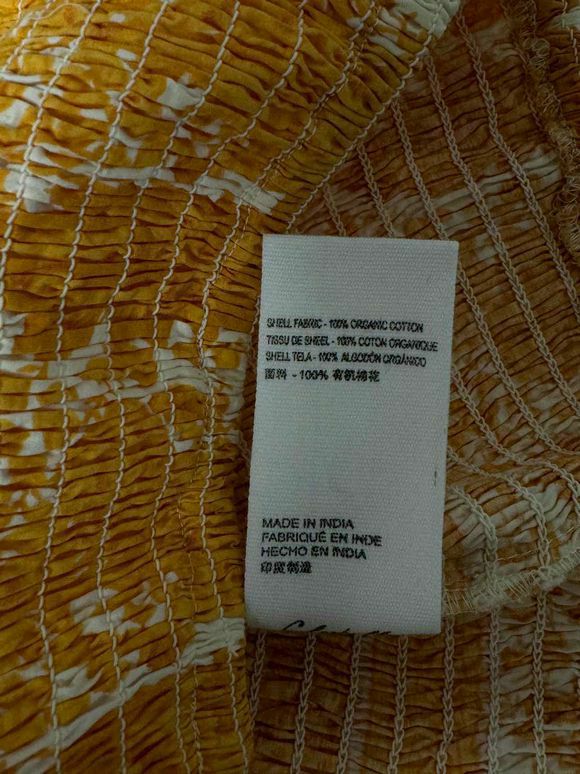 SHELL FABRIC - 100% ORGANIC COTTON
TISSU DE SHEEL - 100% COTON ORGANIQUE
SHELL TELA - 100% ALGODÓN ORGÁNICO
面料 - 100% 有机棉花
MADE IN INDIA
FABRIQUÉ EN INDE
HECHO EN INDIA
印度制造